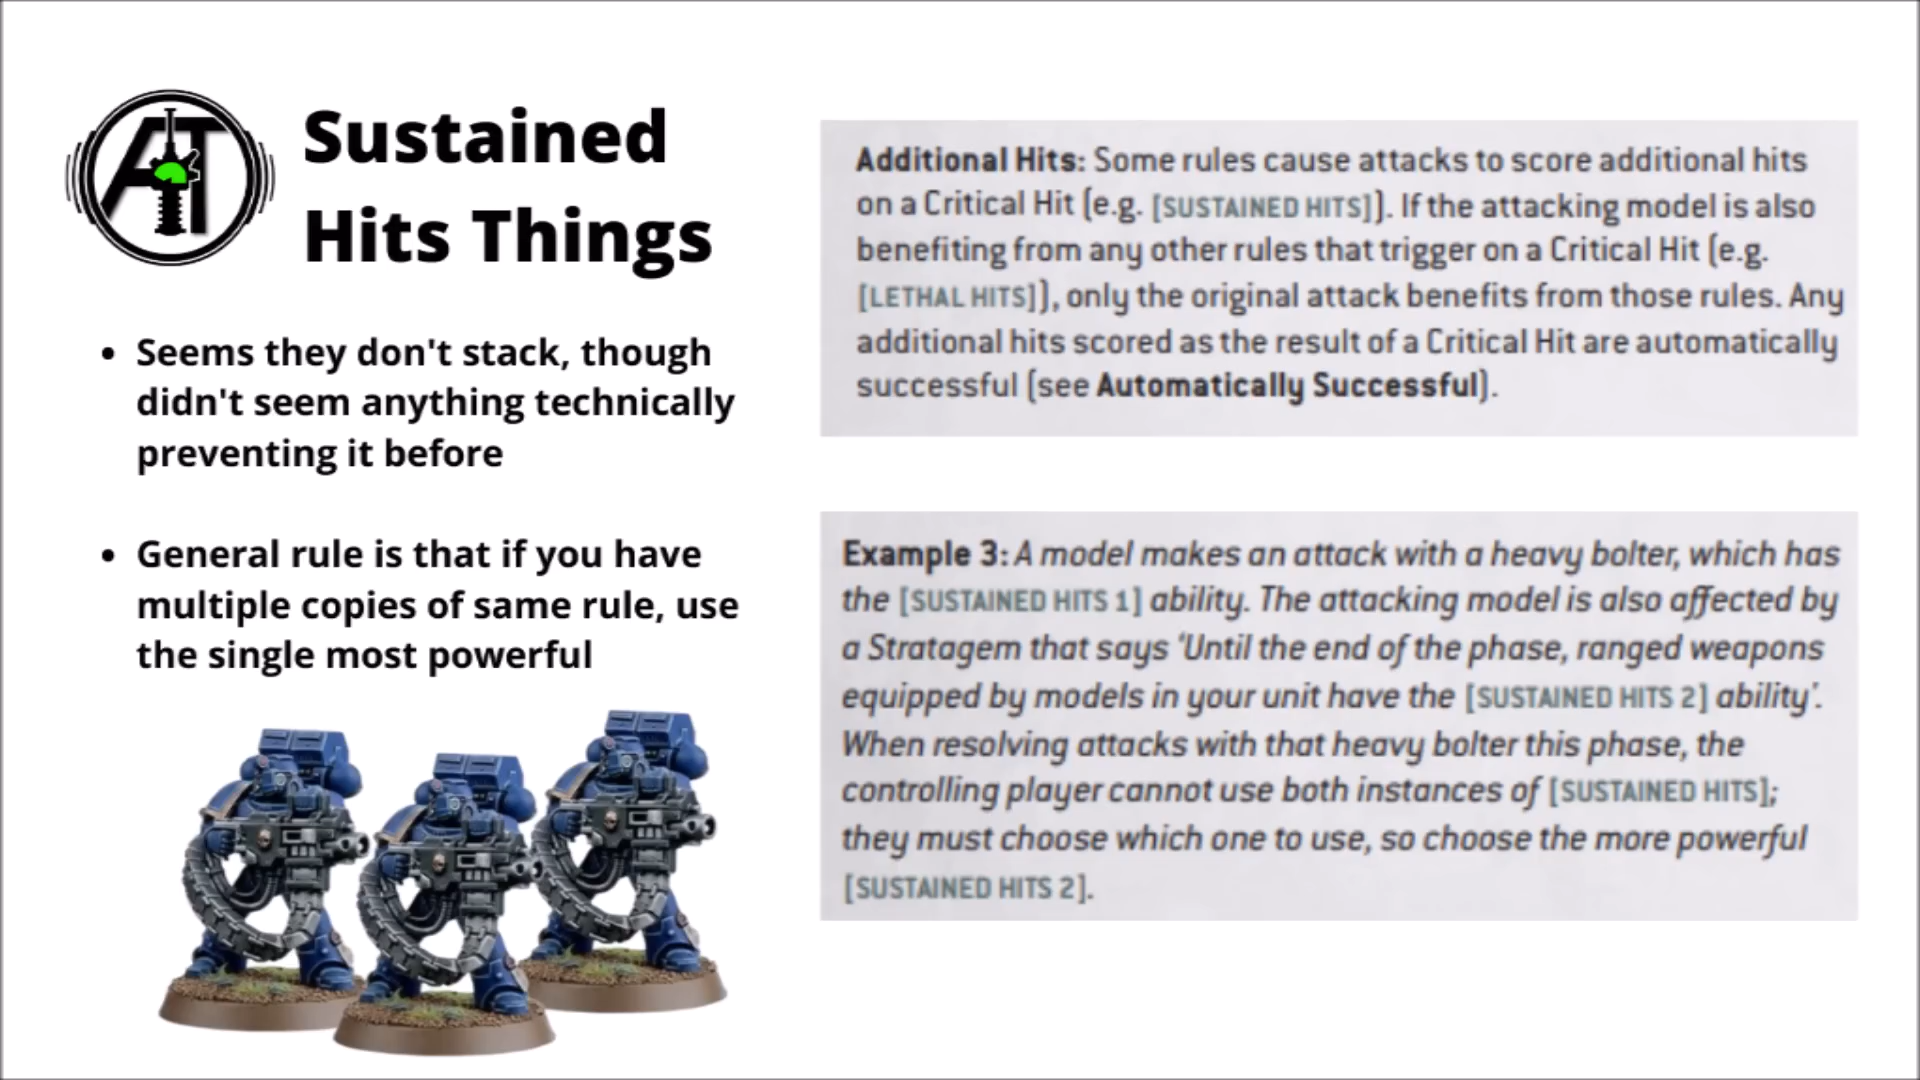 AT
Sustained
Hits Things
• Seems they don't stack, though
didn't seem anything technically
preventing it before
• General rule is that if you have
multiple copies of same rule, use
the single most powerful
Additional Hits: Some rules cause attacks to score additional hits
on a Critical Hit (e.g. [SUSTAINED HITS]). If the attacking model is also
benefiting from any other rules that trigger on a Critical Hit (e.g.
[LETHAL HITS]), only the original attack benefits from those rules. Any
additional hits scored as the result of a Critical Hit are automatically
successful (see Automatically Successful).
Example 3: A model makes an attack with a heavy bolter, which has
the [SUSTAINED HITS 1] ability. The attacking model is also affected by
a Stratagem that says ‘Until the end of the phase, ranged weapons
equipped by models in your unit have the [SUSTAINED HITS 2] ability’.
When resolving attacks with that heavy bolter this phase, the
controlling player cannot use both instances of [SUSTAINED HITS];
they must choose which one to use, so choose the more powerful
[SUSTAINED HITS 2].